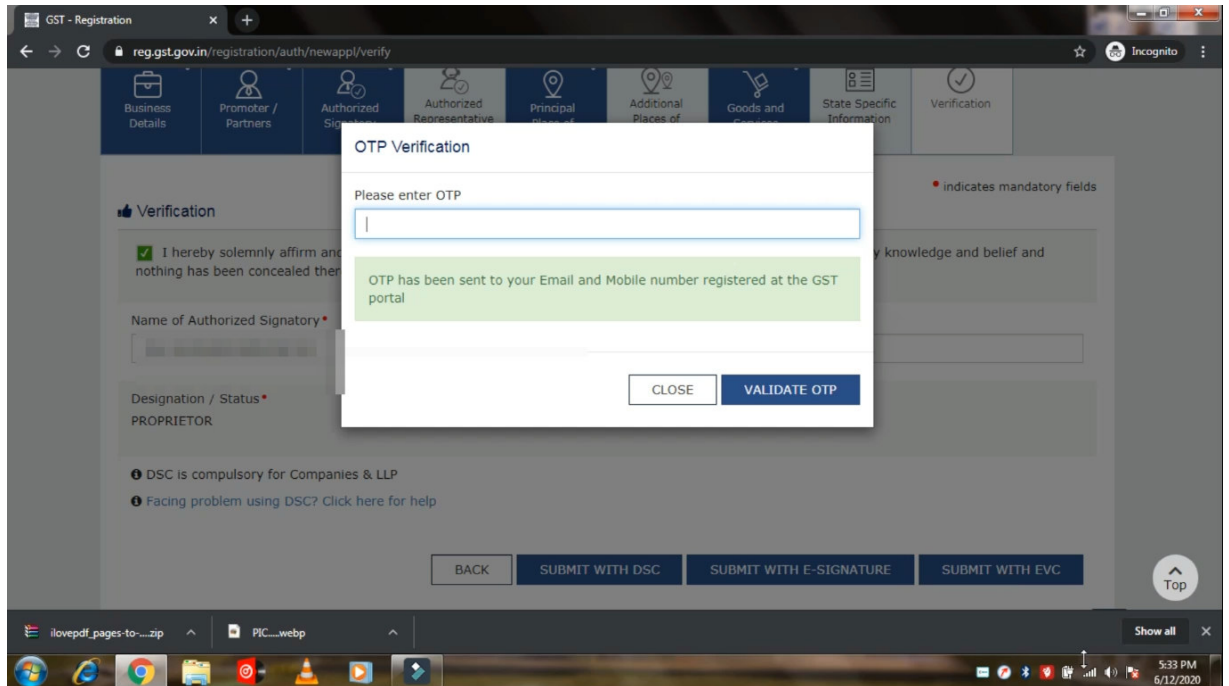 GST - Registration
reg.gst.gov.in/registration/auth/newappl/verify
Incognito
Business Details
Promoter / Partners
Authorized
Authorized Representative
Principal
Additional Places of
Goods and
State Specific Information
Verification
OTP Verification
Please enter OTP
OTP has been sent to your Email and Mobile number registered at the GST
portal
CLOSE
VALIDATE OTP
• indicates mandatory fields
Verification
I hereby solemnly affirm and
knowledge and belief and
nothing has been concealed
Name of Authorized Signatory•
Designation / Status•
PROPRIETOR
DSC is compulsory for Companies & LLP
Facing problem using DSC? Click here for help
BACK
SUBMIT WITH DSC
SUBMIT WITH E-SIGNATURE
SUBMIT WITH EVC
Top
ilovepdf_pages-to-....zip
PIC.....webp
Show all
5:33 PM
6/12/2020